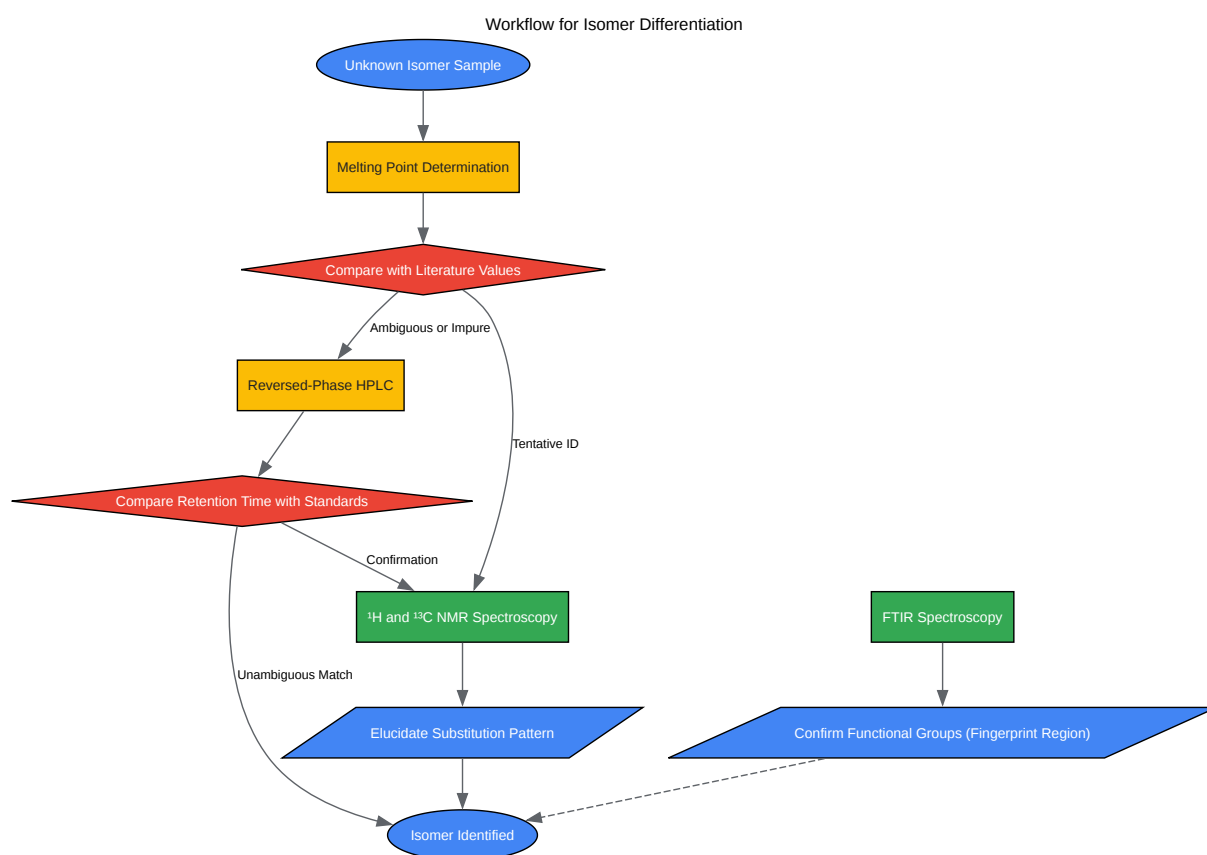 Workflow for Isomer Differentiation
Unknown Isomer Sample
Melting Point Determination
Compare with Literature Values
Ambiguous or Impure
Reversed-Phase HPLC
Tentative ID
Compare Retention Time with Standards
Confirmation
¹H and ¹³C NMR Spectroscopy
FTIR Spectroscopy
Unambiguous Match
Elucidate Substitution Pattern
Confirm Functional Groups (Fingerprint Region)
Isomer Identified